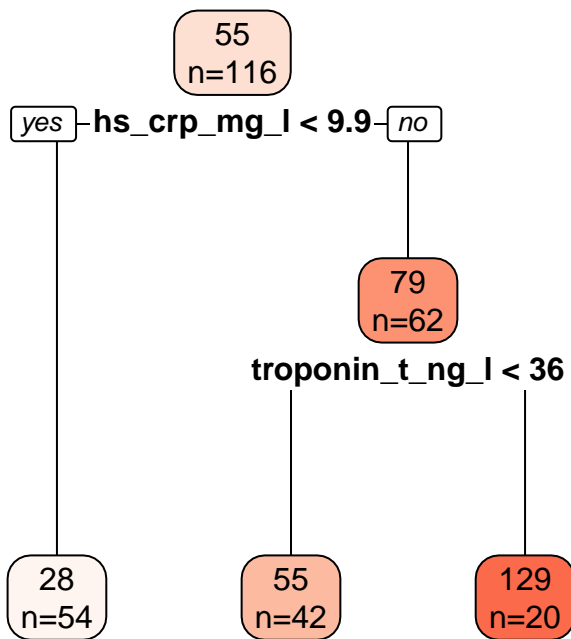 55
n=116
yes hs_crp_mg_l < 9.9 no
79
n=62
troponin_t_ng_l < 36
28
n=54
55
n=42
129
n=20